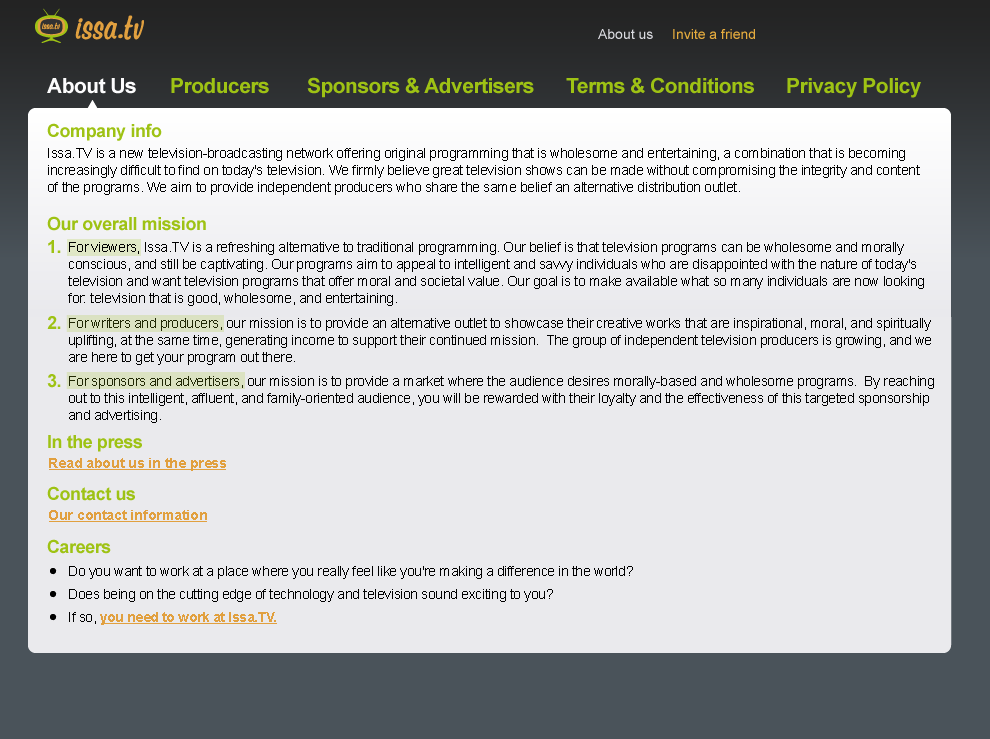 issa.tv issa.tv
About us Invite a friend
About Us Producers Sponsors & Advertisers Terms & Conditions Privacy Policy
Company info
Issa.TV is a new television-broadcasting network offering original programming that is wholesome and entertaining, a combination that is becoming
increasingly difficult to find on today's television. We firmly believe great television shows can be made without compromising the integrity and content
of the programs. We aim to provide independent producers who share the same belief an alternative distribution outlet.
Our overall mission
1. For viewers, Issa.TV is a refreshing alternative to traditional programming. Our belief is that television programs can be wholesome and morally
conscious, and still be captivating. Our programs aim to appeal to intelligent and savvy individuals who are disappointed with the nature of today's
television and want television programs that offer moral and societal value. Our goal is to make available what so many individuals are now looking
for: television that is good, wholesome, and entertaining.
2. For writers and producers, our mission is to provide an alternative outlet to showcase their creative works that are inspirational, moral, and spiritually
uplifting, at the same time, generating income to support their continued mission. The group of independent television producers is growing, and we
are here to get your program out there.
3. For sponsors and advertisers, our mission is to provide a market where the audience desires morally-based and wholesome programs. By reaching
out to this intelligent, affluent, and family-oriented audience, you will be rewarded with their loyalty and the effectiveness of this targeted sponsorship
and advertising.
In the press
Read about us in the press
Contact us
Our contact information
Careers
• Do you want to work at a place where you really feel like you're making a difference in the world?
• Does being on the cutting edge of technology and television sound exciting to you?
• If so, you need to work at Issa.TV.